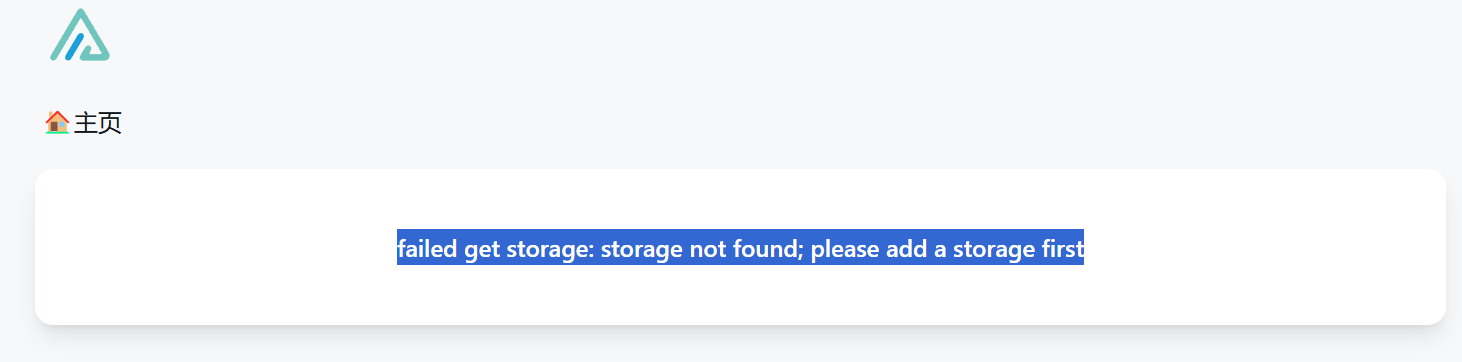 🏠主页
failed get storage: storage not found; please add a storage first